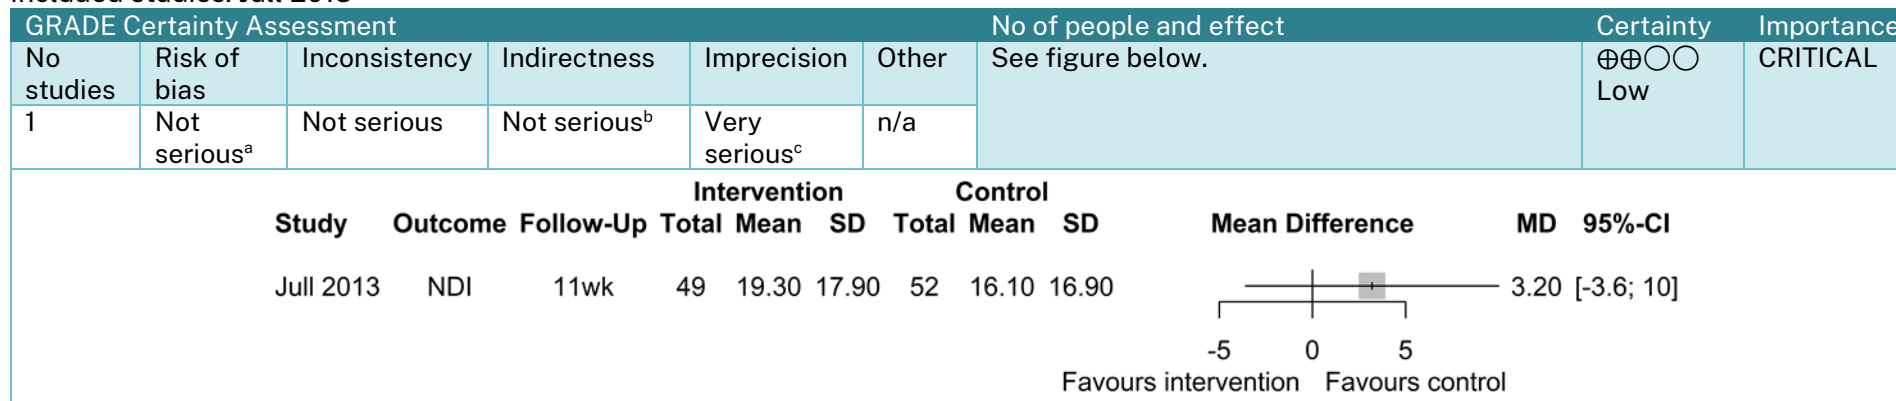 Included studies: Jull 2013
GRADE Certainty Assessment No of people and effect Certainty Importance
No studies Risk of bias Inconsistency Indirectness Imprecision Other See figure below. ⊕⊕◯◯ Low CRITICAL
1 Not seriousᵃ Not serious Not seriousᵇ Very seriousᶜ n/a
Intervention Control
Study Outcome Follow-Up Total Mean SD Total Mean SD Mean Difference MD 95%-CI
Jull 2013 NDI 11wk 49 19.30 17.90 52 16.10 16.90 3.20 [-3.6; 10]
-5 0 5
Favours intervention Favours control